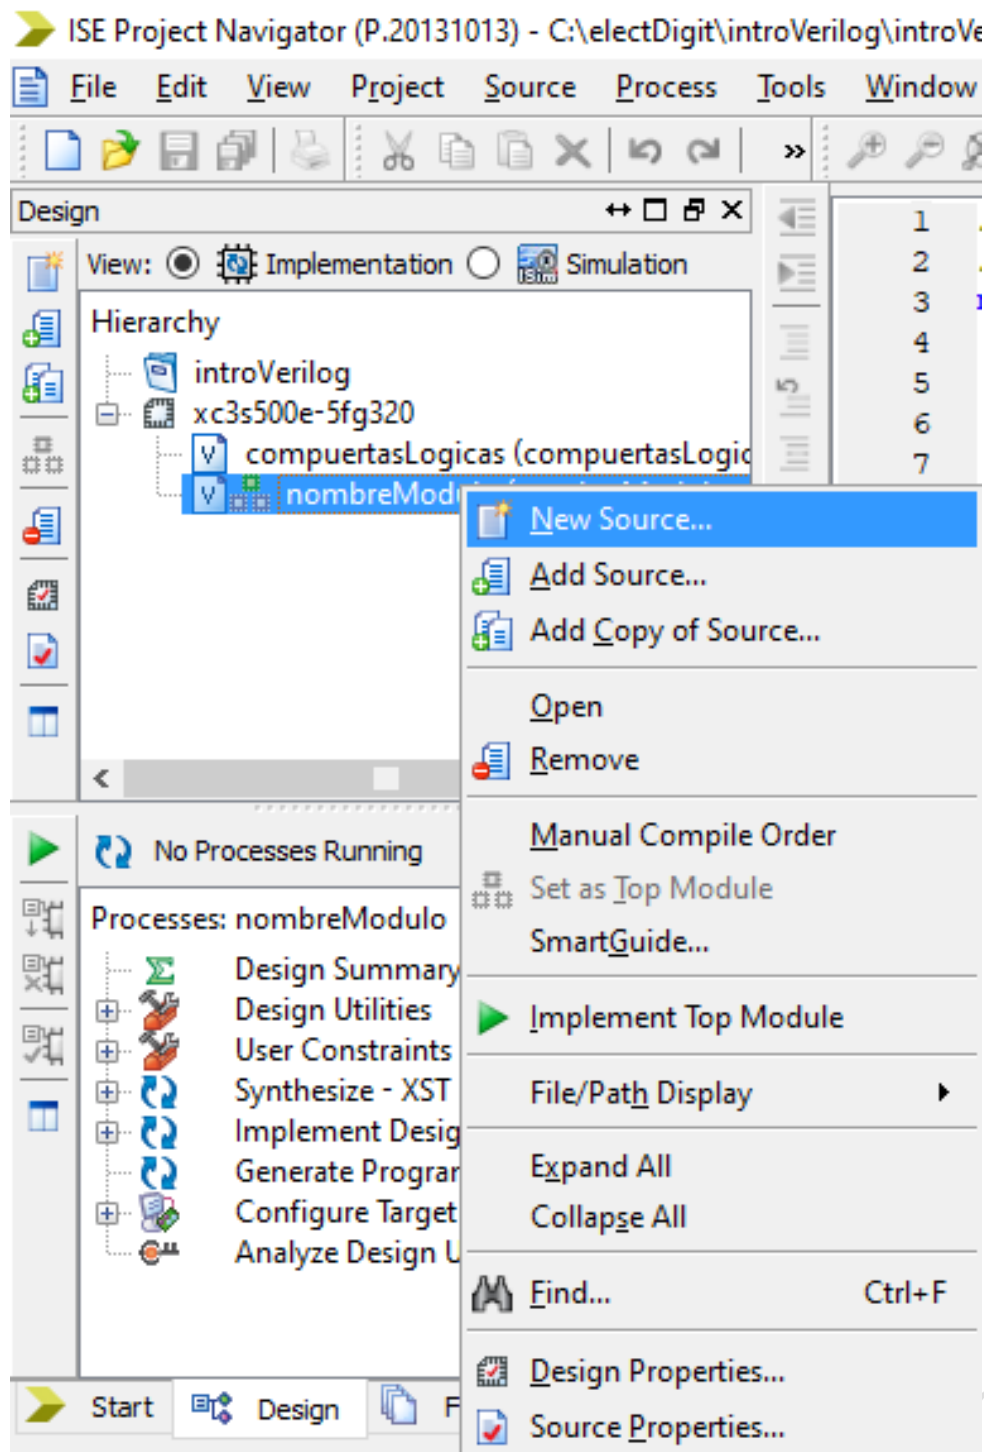 ISE Project Navigator (P.20131013) - C:\electDigit\introVerilog\introVe
File Edit View Project Source Process Tools Window
»
Design
View: Implementation Simulation
iSim
Hierarchy
introVerilog
xc3s500e-5fg320
compuertasLogicas (compuertasLogic
nombreModu
1
2
3
4
5
6
7
New Source...
Add Source...
Add Copy of Source...
Open
Remove
Manual Compile Order
Set as Top Module
SmartGuide...
Implement Top Module
File/Path Display
Expand All
Collapse All
Find... Ctrl+F
Design Properties...
Source Properties...
No Processes Running
Processes: nombreModulo
Design Summary
Design Utilities
User Constraints
Synthesize - XST
Implement Desig
Generate Program
Configure Target
Analyze Design U
Start Design F